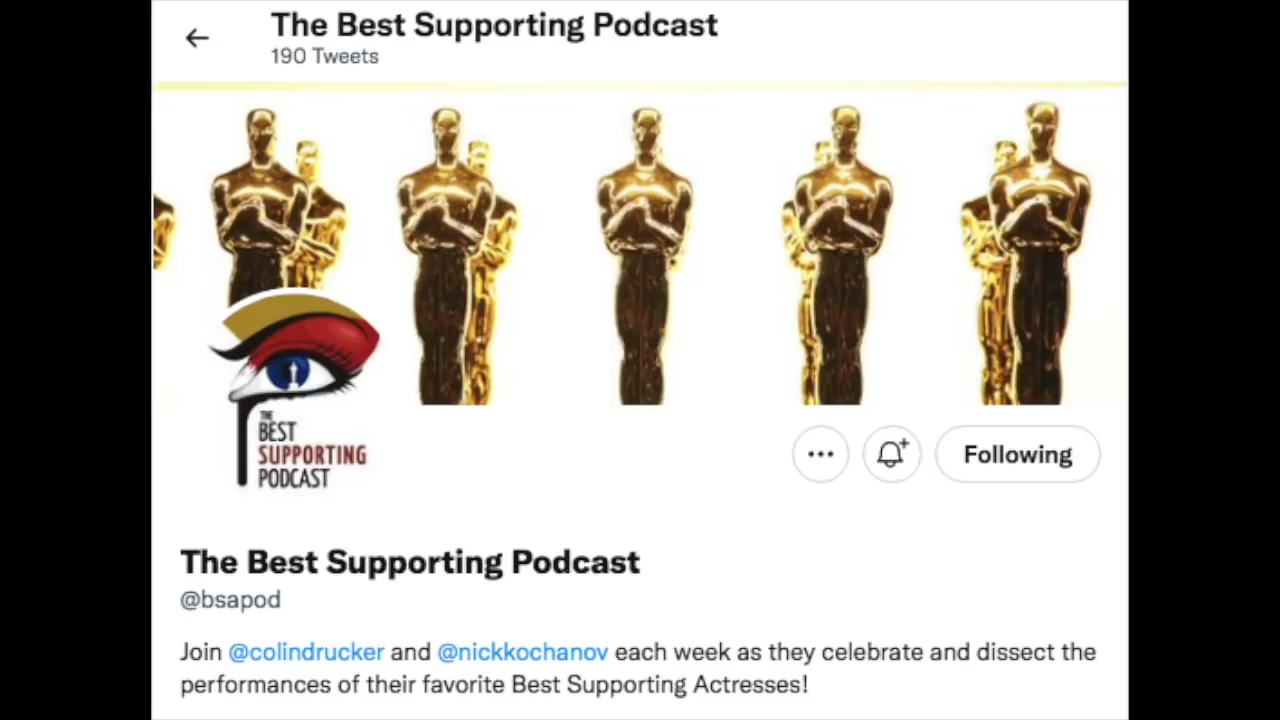 The Best Supporting Podcast
190 Tweets
THE
BEST
SUPPORTING
PODCAST
Following
The Best Supporting Podcast
@bsapod
Join @colindrucker and @nickkochanov each week as they celebrate and dissect the
performances of their favorite Best Supporting Actresses!